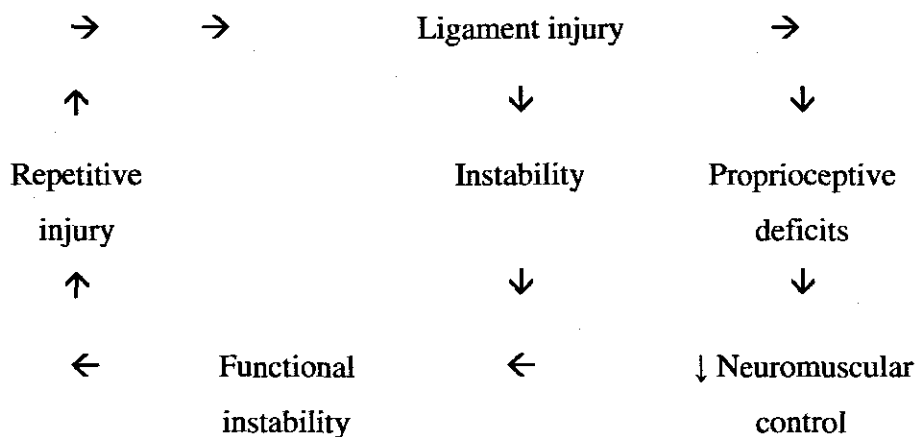 → → Ligament injury →
↑ ↓ ↓
Repetitive Instability Proprioceptive
injury deficits
↑ ↓ ↓
← Functional ← ↓ Neuromuscular
instability control